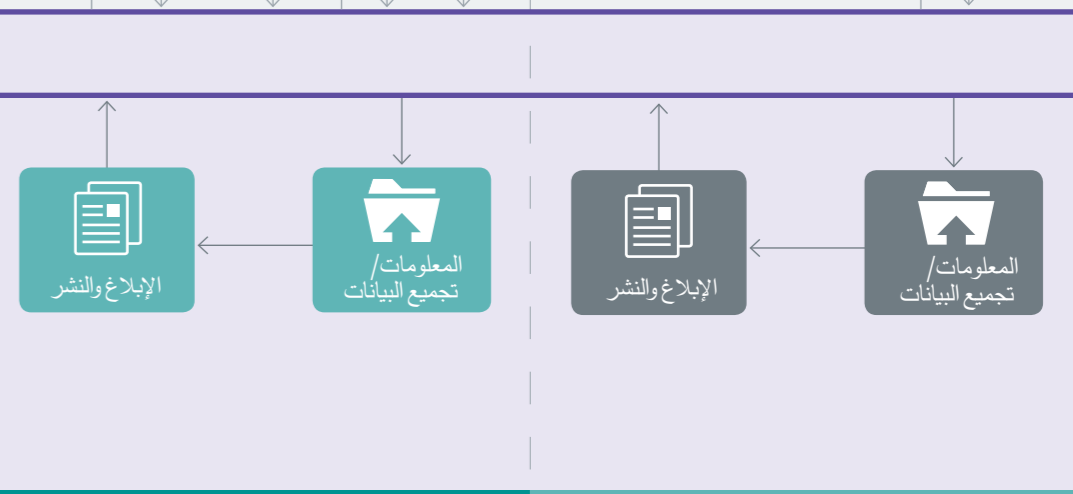 المعلومات/
تجميع البيانات
الإبلاغ والنشر
المعلومات/
تجميع البيانات
الإبلاغ والنشر